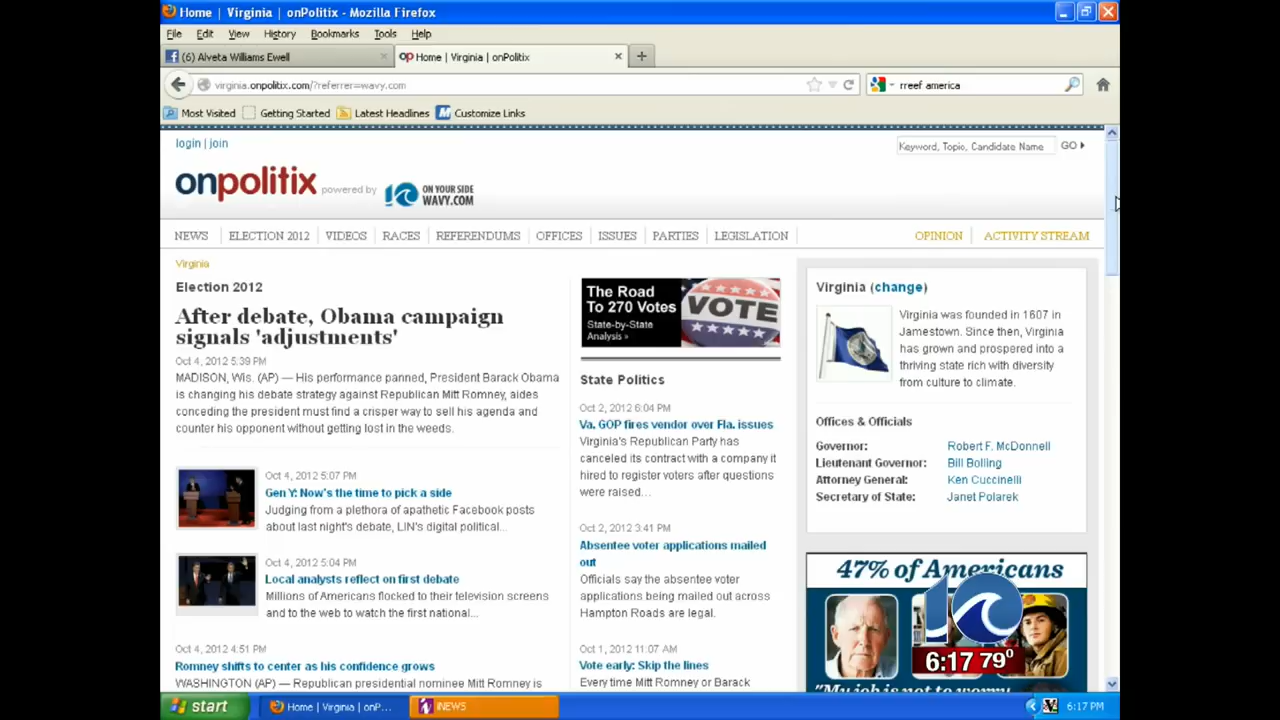 Home | Virginia | onPolitix - Mozilla Firefox
File Edit View History Bookmarks Tools Help
(6) Alveta Williams Ewell
Home | Virginia | onPolitix
virginia.onpolitix.com/?referrer=wavy.com
rreef america
Most Visited Getting Started Latest Headlines Customize Links
login | join
Keyword, Topic, Candidate Name GO
onpolitix powered by 10 ON YOUR SIDE
WAVY.COM
NEWS ELECTION 2012 VIDEOS RACES REFERENDUMS OFFICES ISSUES PARTIES LEGISLATION OPINION ACTIVITY STREAM
Virginia
Election 2012
After debate, Obama campaign
signals 'adjustments'
Oct 4, 2012 5:39 PM
MADISON, Wis. (AP) — His performance panned, President Barack Obama
is changing his debate strategy against Republican Mitt Romney, aides
conceding the president must find a crisper way to sell his agenda and
counter his opponent without getting lost in the weeds.
Oct 4, 2012 5:07 PM
Gen Y: Now's the time to pick a side
Judging from a plethora of apathetic Facebook posts
about last night's debate, LIN's digital political...
Oct 4, 2012 5:04 PM
Local analysts reflect on first debate
Millions of Americans flocked to their television screens
and to the web to watch the first national...
Oct 4, 2012 4:51 PM
Romney shifts to center as his confidence grows
WASHINGTON (AP) — Republican presidential nominee Mitt Romney is
The Road
To 270 Votes
State-by-State
Analysis »
VOTE
State Politics
Oct 2, 2012 6:04 PM
Va. GOP fires vendor over Fla. issues
Virginia's Republican Party has
canceled its contract with a company it
hired to register voters after questions
were raised...
Oct 2, 2012 3:41 PM
Absentee voter applications mailed
out
Officials say the absentee voter
applications being mailed out across
Hampton Roads are legal.
Oct 1, 2012 11:07 AM
Vote early: Skip the lines
Every time Mitt Romney or Barack
Virginia (change)
Virginia was founded in 1607 in
Jamestown. Since then, Virginia
has grown and prospered into a
thriving state rich with diversity
from culture to climate.
Offices & Officials
Governor: Robert F. McDonnell
Lieutenant Governor: Bill Bolling
Attorney General: Ken Cuccinelli
Secretary of State: Janet Polarek
47% of Americans
10
6:17 79°
"My job is not to worry
start
Home | Virginia | onP...
iNEWS
6:17 PM